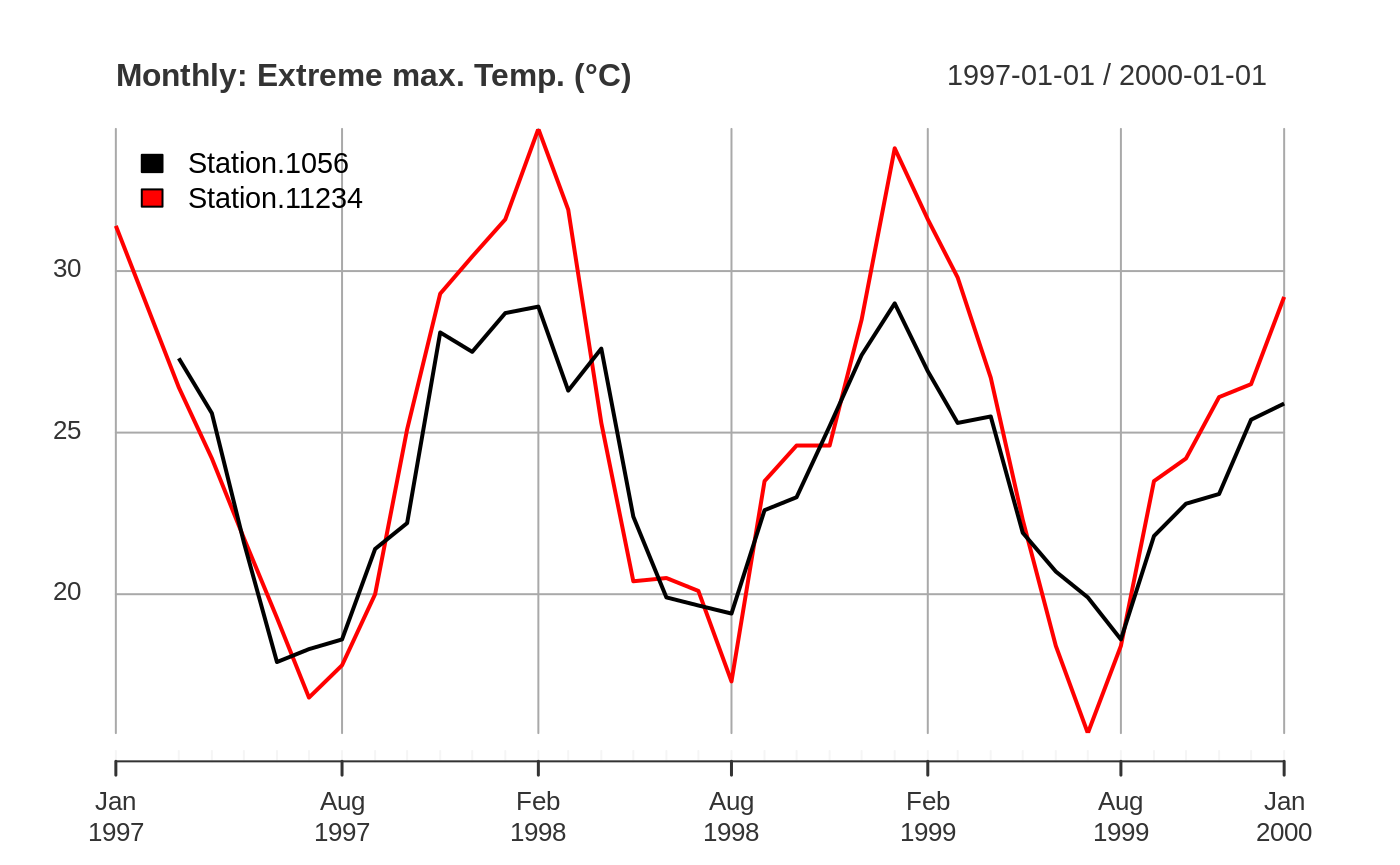 Monthly: Extreme max. Temp. (°C) 1997-01-01 / 2000-01-01
Station.1056
Station.11234
30
25
20
Jan Aug Feb Aug Feb Aug Jan
1997 1997 1998 1998 1999 1999 2000